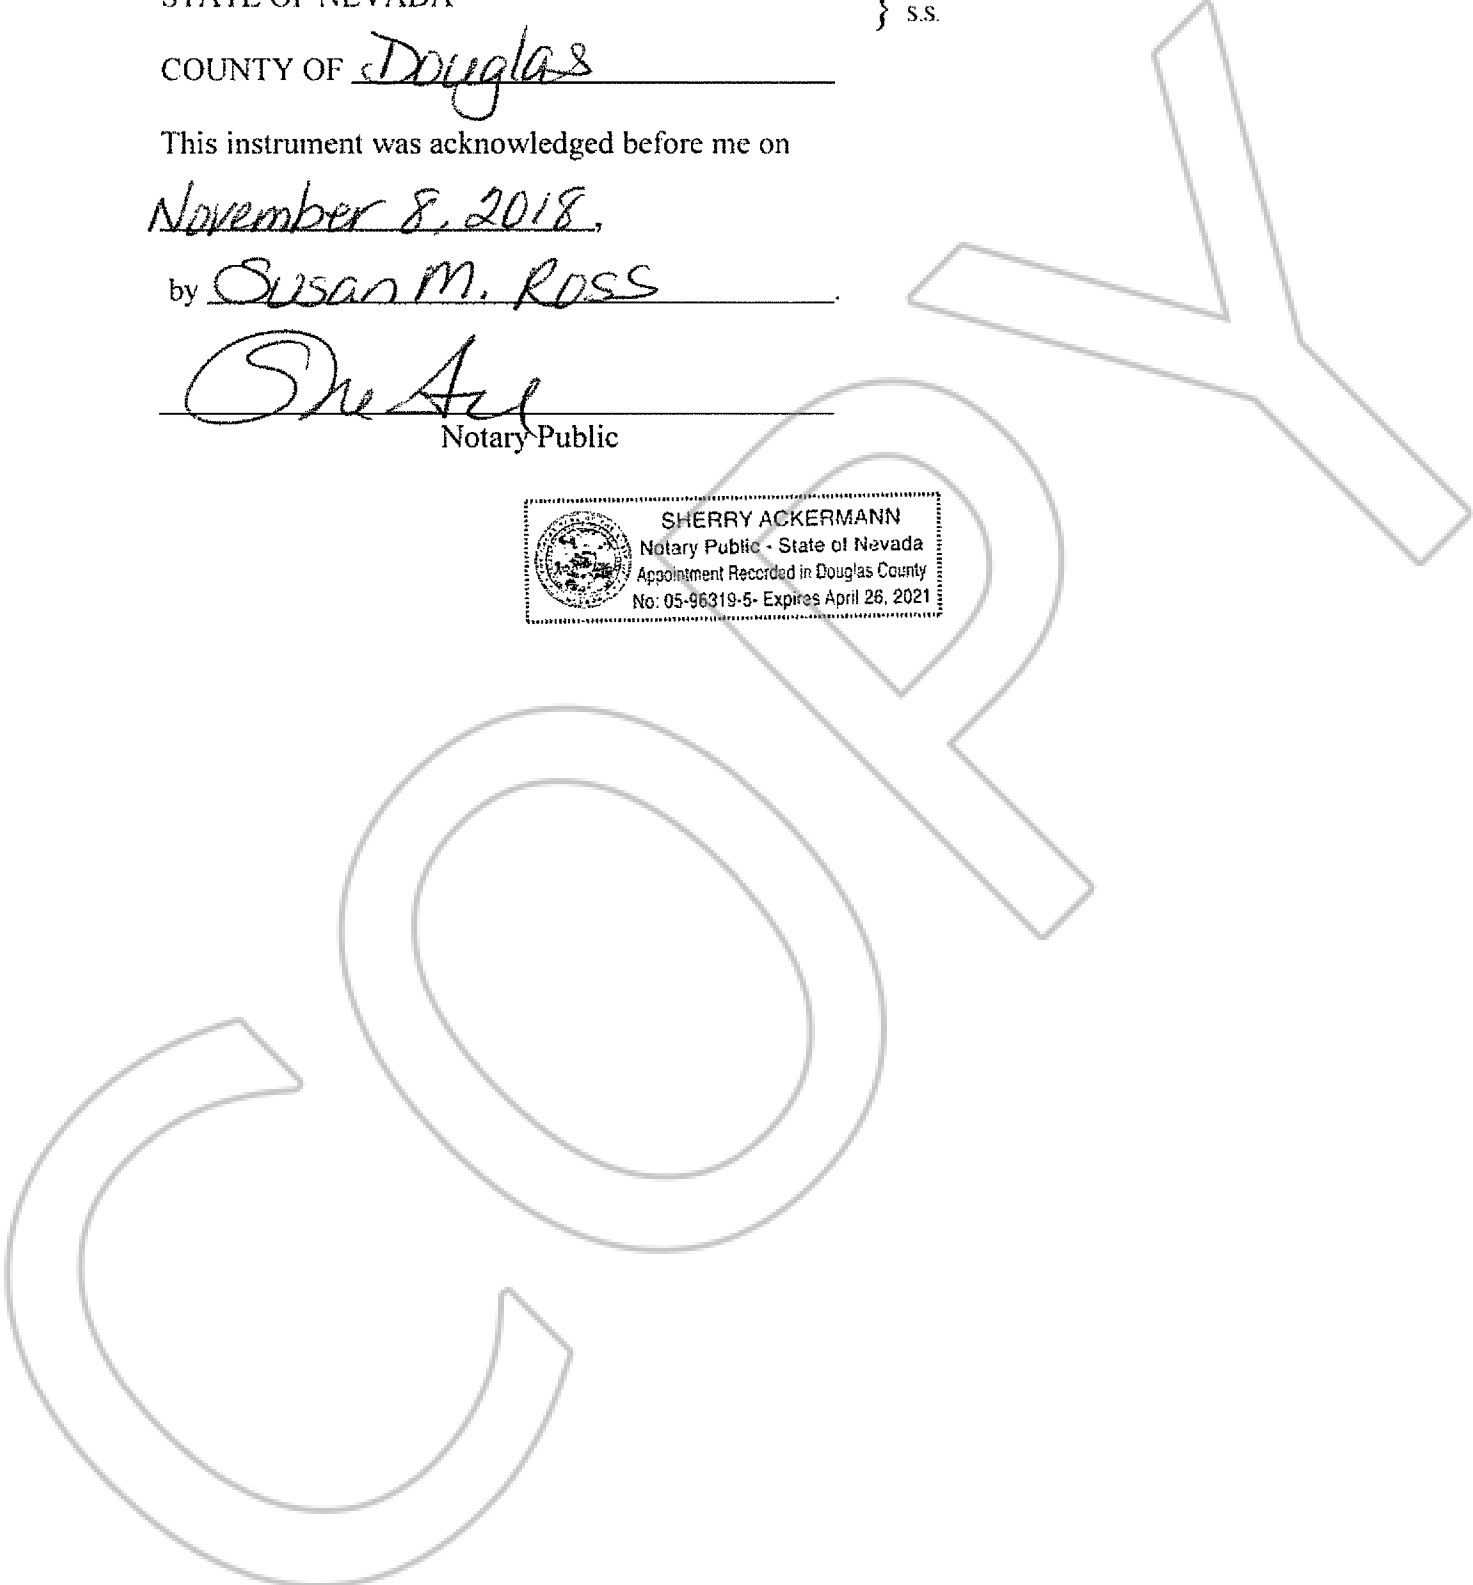 STATE OF NEVADA
} s.s.
COUNTY OF Douglas
This instrument was acknowledged before me on
November 8, 2018,
by Susan M. Ross.
Notary Public
SHERRY ACKERMANN
Notary Public - State of Nevada
Appointment Recorded in Douglas County
No: 05-96319-5- Expires April 26, 2021
COPY